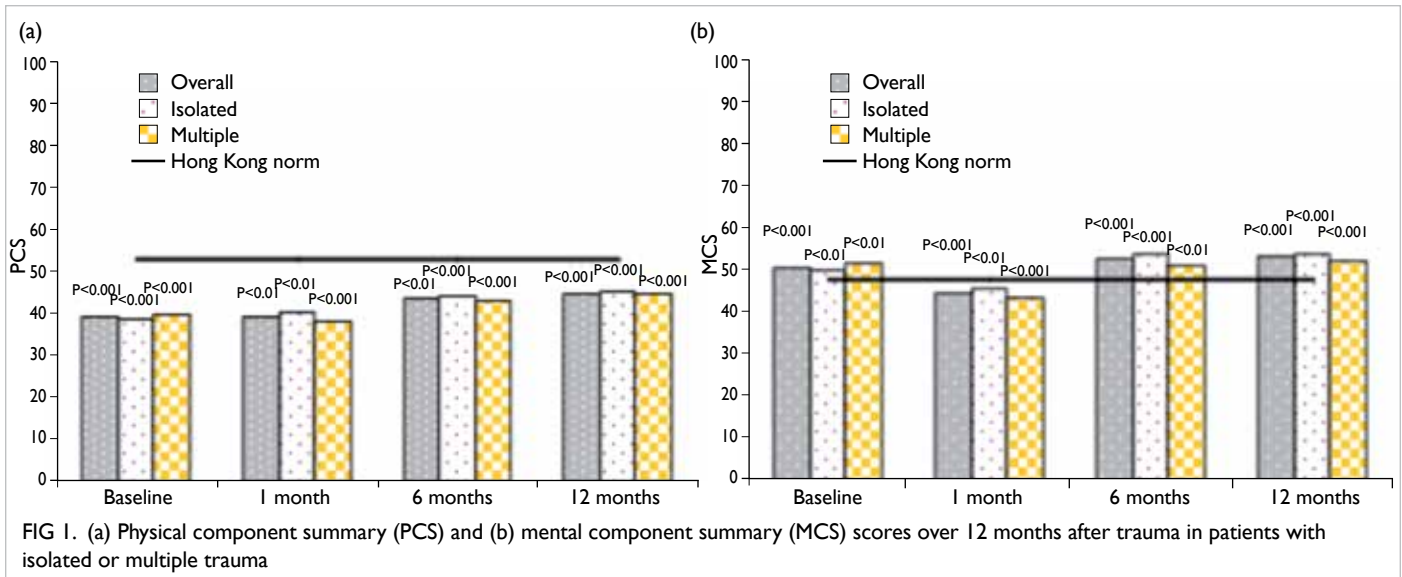 (a)
PCS
100
90
80
70
60
50
40
30
20
10
0
Overall
Isolated
Multiple
Hong Kong norm
P<0.001
P<0.001
P<0.001
P<0.01
P<0.01
P<0.001
P<0.01
P<0.001
P<0.001
P<0.001
P<0.001
P<0.001
Baseline
1 month
6 months
12 months
(b)
MCS
100
90
80
70
60
50
40
30
20
10
0
Overall
Isolated
Multiple
Hong Kong norm
P<0.001
P<0.01
P<0.01
P<0.001
P<0.01
P<0.001
P<0.001
P<0.001
P<0.01
P<0.001
P<0.001
P<0.001
Baseline
1 month
6 months
12 months
FIG 1. (a) Physical component summary (PCS) and (b) mental component summary (MCS) scores over 12 months after trauma in patients with
isolated or multiple trauma